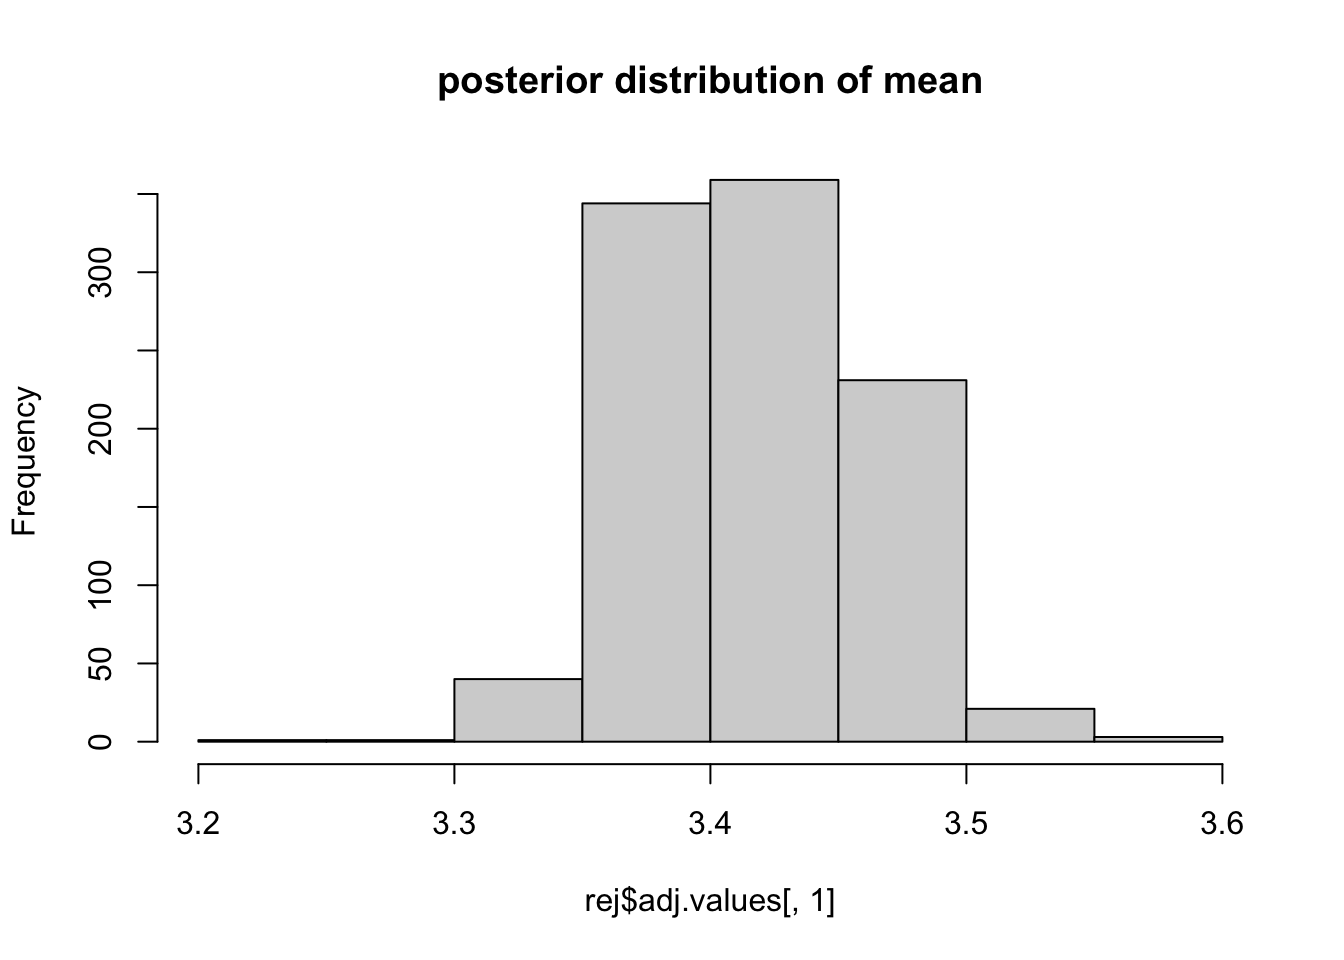 posterior distribution of mean
Frequency
300
200
100
50
0
3.2 3.3 3.4 3.5 3.6
rej$adj.values[, 1]